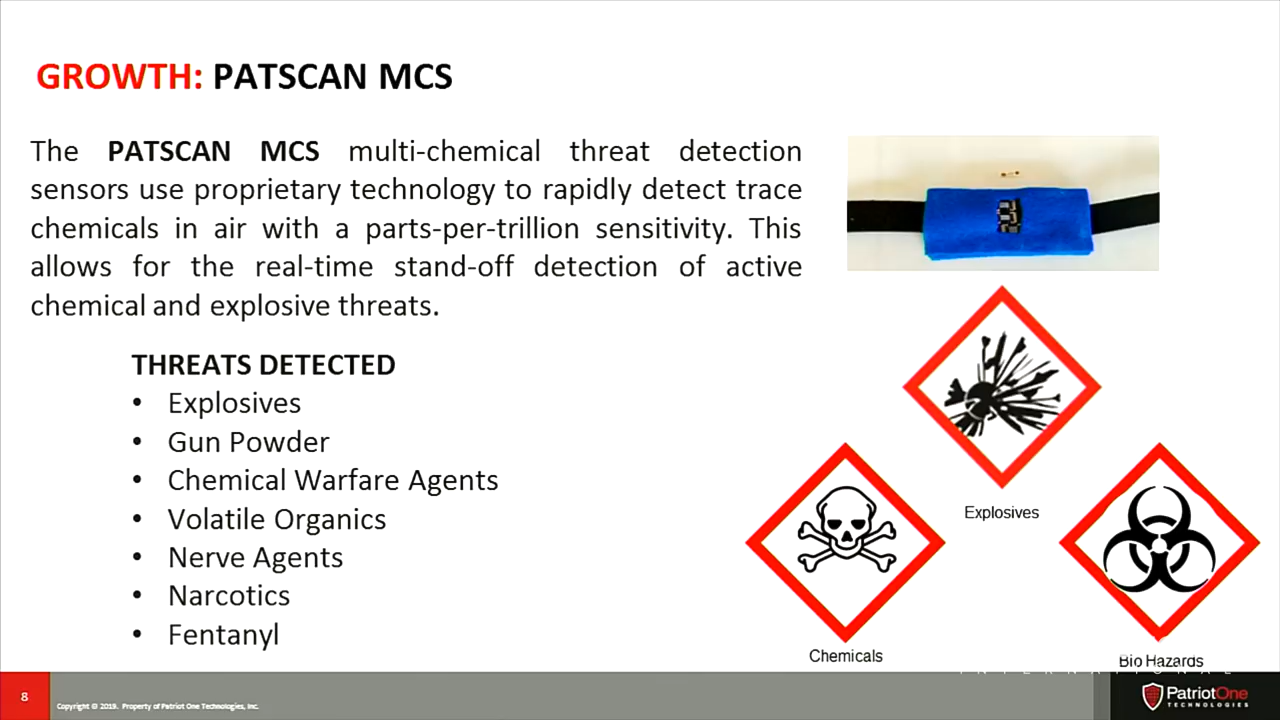 GROWTH: PATSCAN MCS
The PATSCAN MCS multi-chemical threat detection
sensors use proprietary technology to rapidly detect trace
chemicals in air with a parts-per-trillion sensitivity. This
allows for the real-time stand-off detection of active
chemical and explosive threats.
THREATS DETECTED
• Explosives
• Gun Powder
• Chemical Warfare Agents
• Volatile Organics
• Nerve Agents
• Narcotics
• Fentanyl
Explosives
Chemicals
Bio Hazards
INTERNATIONAL
8
Copyright © 2019. Property of Patriot One Technologies, Inc.
PatriotOne
TECHNOLOGIES